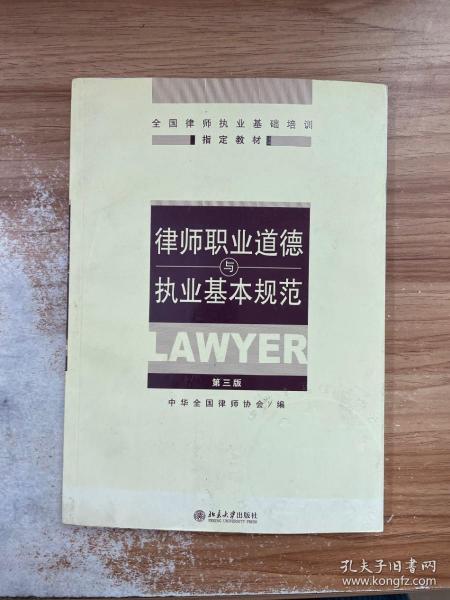 全国律师执业基础培训
指定教材
律师职业道德
与
执业基本规范
LAWYER
第三版
中华全国律师协会/编
北京大学出版社
PEKING UNIVERSITY PRESS
孔夫子旧书网
www.kongfz.com